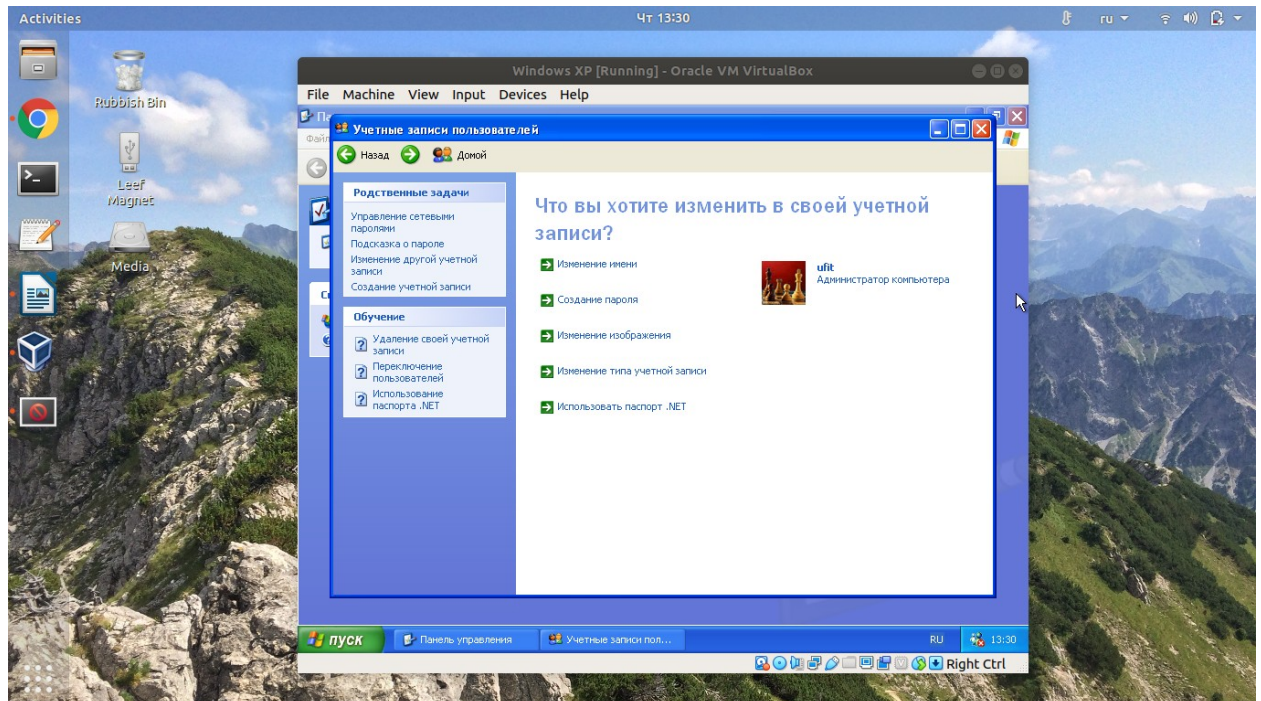 Activities
Чт 13:30
ru
Rubbish Bin
Leef
Magnet
Media
Windows XP [Running] - Oracle VM VirtualBox
File Machine View Input Devices Help
Учетные записи пользователей
Назад
Домой
Родственные задачи
Управление сетевыми
паролями
Подсказка о пароле
Изменение другой учетной
записи
Создание учетной записи
Обучение
Удаление своей учетной
записи
Переключение
пользователей
Использование
паспорта .NET
Что вы хотите изменить в своей учетной
записи?
Изменение имени
Создание пароля
Изменение изображения
Изменение типа учетной записи
Использовать паспорт .NET
ufit
Администратор компьютера
пуск
Панель управления
Учетные записи пол...
RU
13:30
Right Ctrl